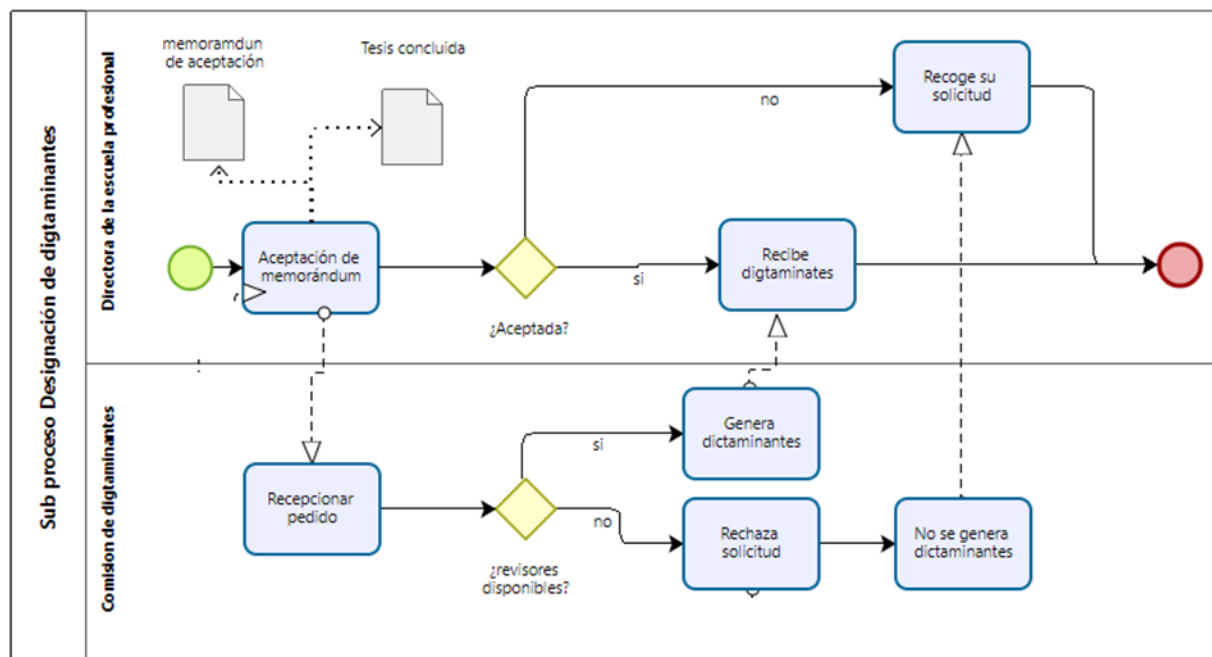 Sub proceso Designación de digtaminantes
Directora de la escuela profesional
memoramdun
de aceptación
Tesis concluida
Recoge su
solicitud
no
Aceptación de
memorándum
Recibe
digtaminates
si
¿Aceptada?
Comision de digtaminantes
Genera
dictaminantes
si
Recepcionar
pedido
no
Rechaza
solicitud
No se genera
dictaminantes
¿revisores
disponibles?